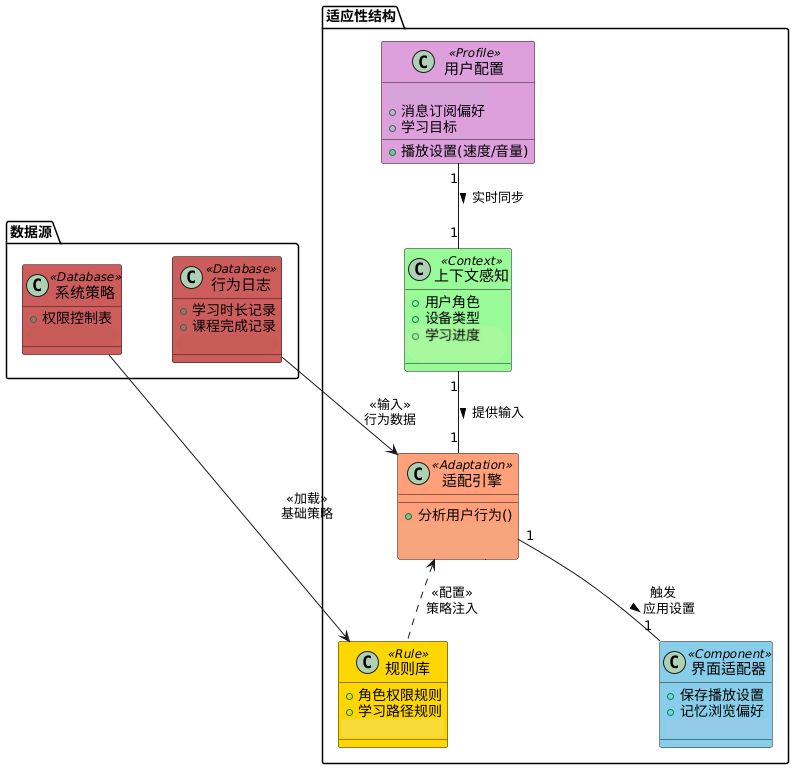 适应性结构
C «Profile»
用户配置
消息订阅偏好
学习目标
播放设置(速度/音量)
1
实时同步
1
数据源
C «Database»
系统策略
权限控制表
C «Database»
行为日志
学习时长记录
课程完成记录
C «Context»
上下文感知
用户角色
设备类型
学习进度
1
提供输入
1
«输入»
行为数据
C «Adaptation»
适配引擎
分析用户行为()
«加载»
基础策略
1
«配置»
策略注入
触发
应用设置
1
C «Rule»
规则库
角色权限规则
学习路径规则
C «Component»
界面适配器
保存播放设置
记忆浏览偏好